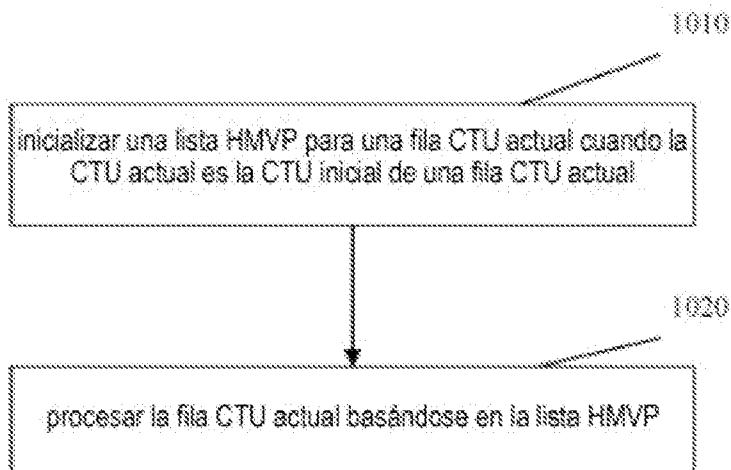 1010
inicializar una lista HMVP para una fila CTU actual cuando la
CTU actual es la CTU inicial de una fila CTU actual
1020
procesar la fila CTU actual basándose en la lista HMVP